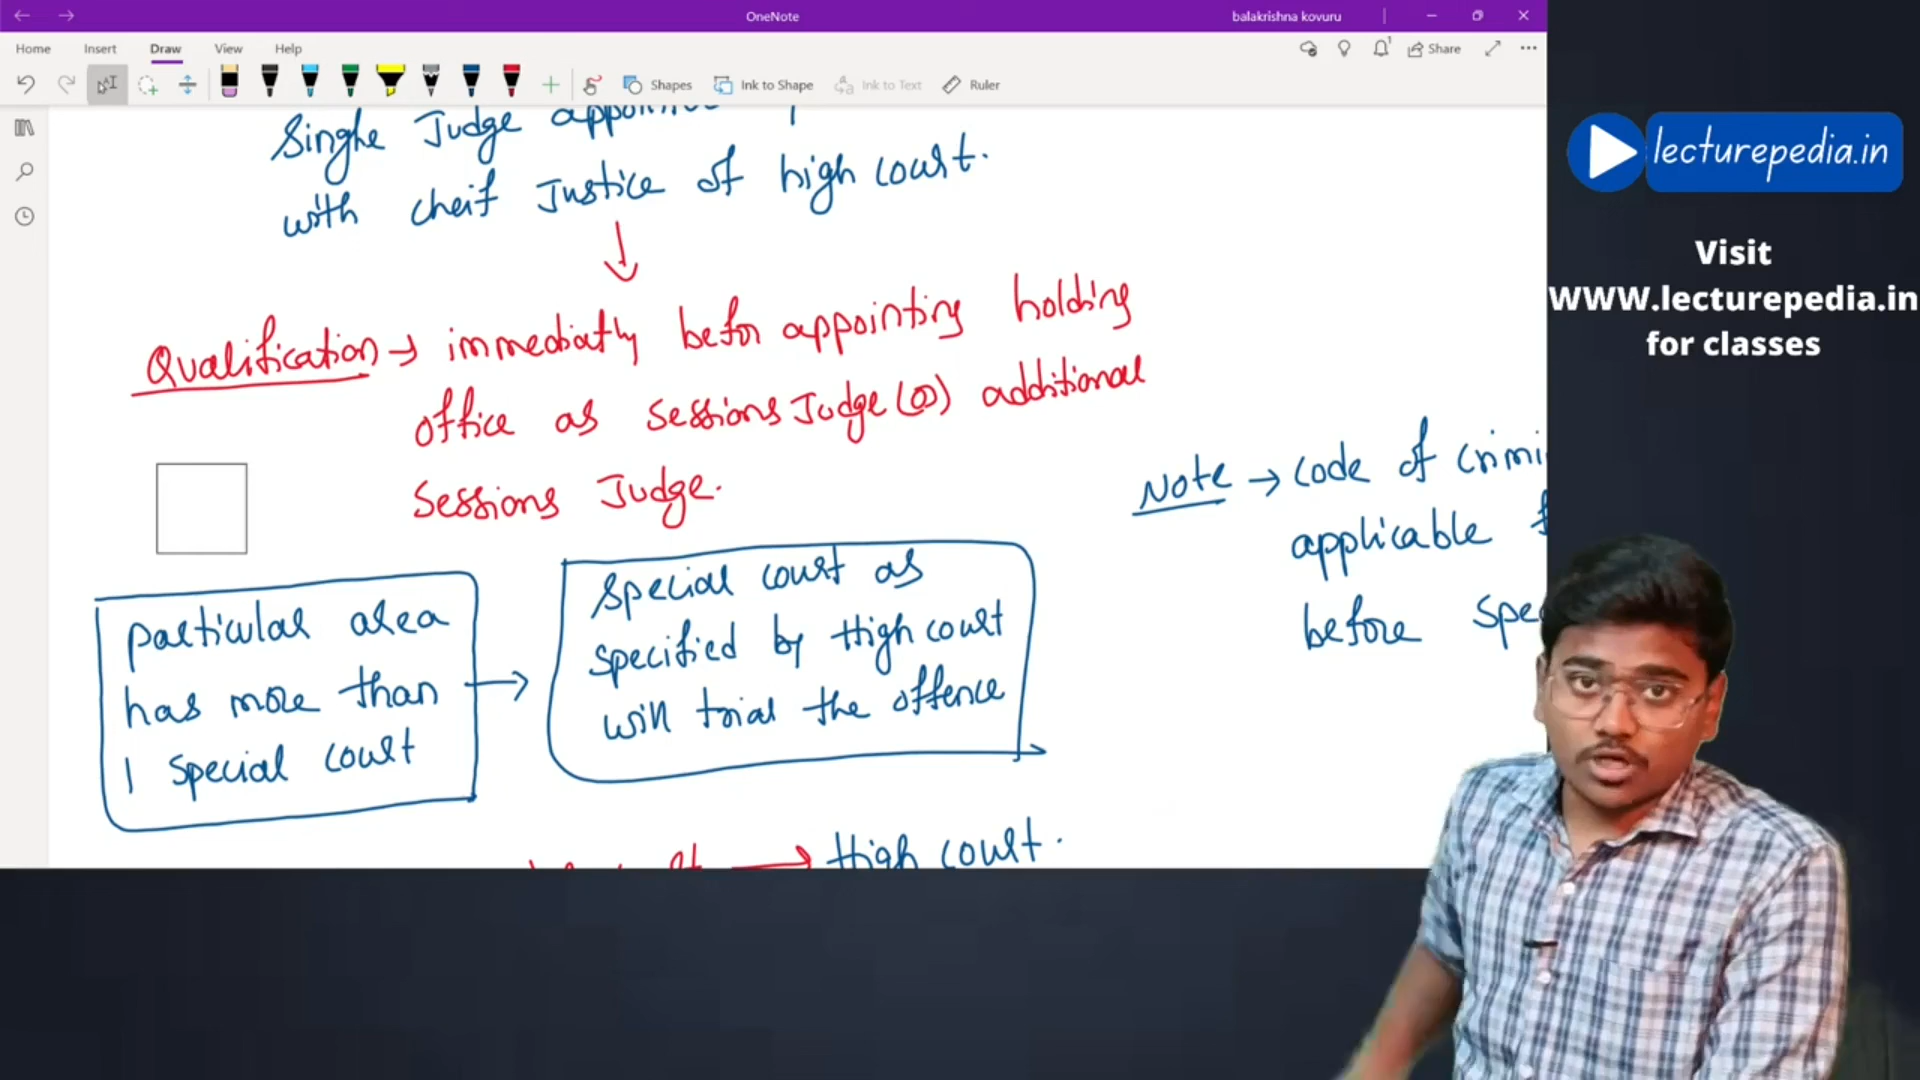 OneNote
balakrishna kovuru
Home Insert Draw View Help
1
Share
Shapes Ink to Shape Ink to Text Ruler
Singhe Judge
with cheif Justice of high court.
Qualification → immediatly befor appointing holding
office as Sessions Judge (or) additional
Sessions Judge.
Note → code of crimi
applicable
before spec
particular area
has more than
1 special court
special court as
specified by High court
will trial the offence
→ High court.
lecturepedia.in
Visit
WWW.lecturepedia.in
for classes